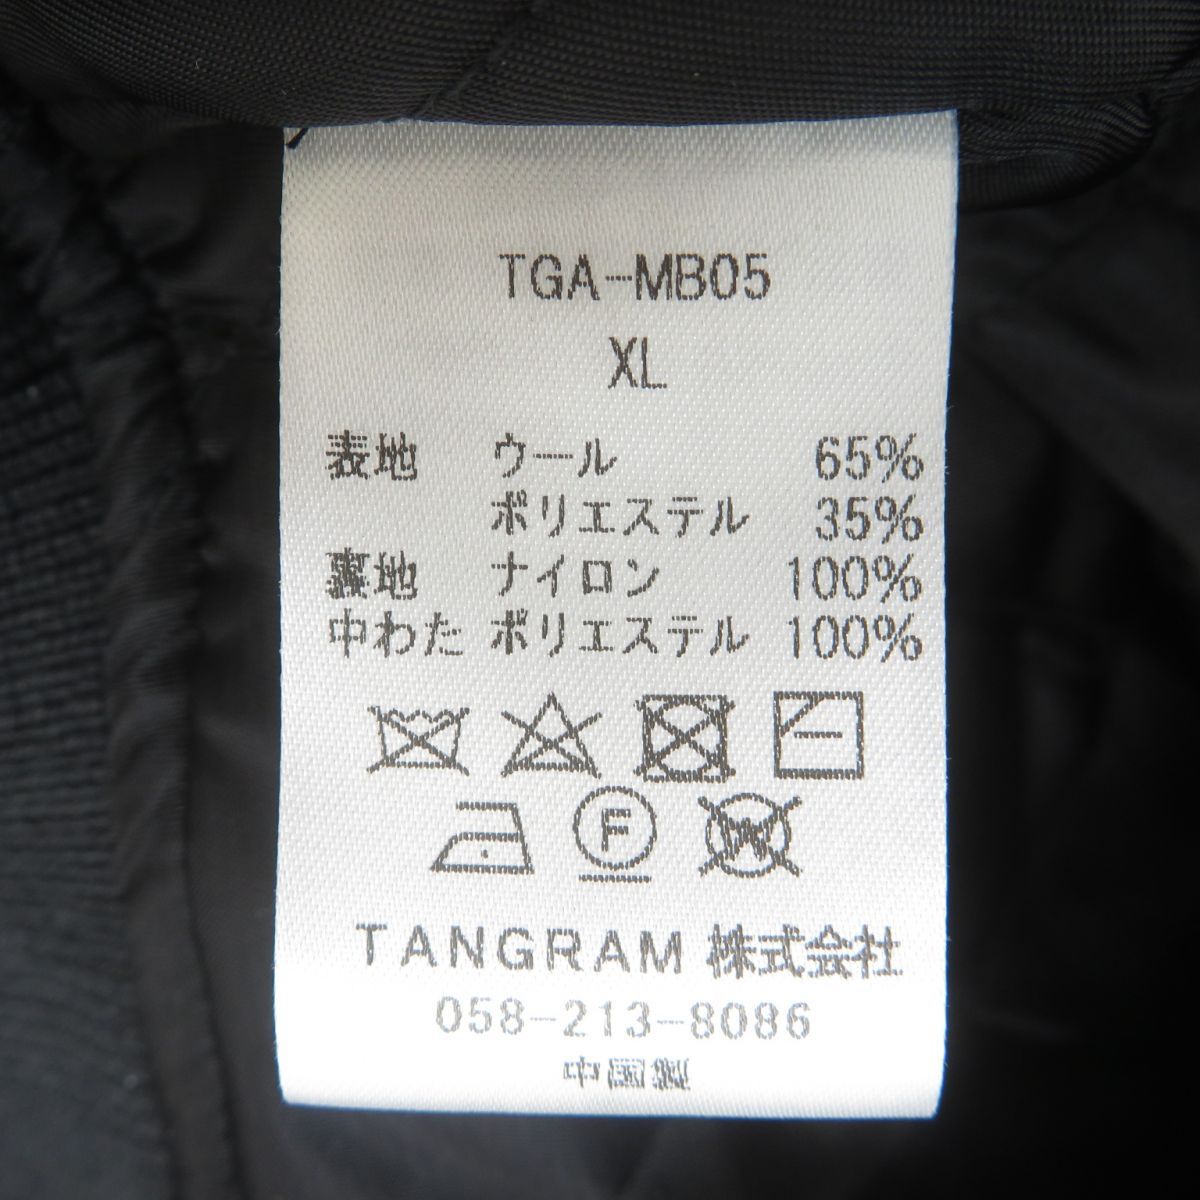 TGA-MB05
XL
表地 ウール 65%
ポリエステル 35%
裏地 ナイロン 100%
中わた ポリエステル 100%
F
W
TANGRAM 株式会社
058-213-8086
中国製